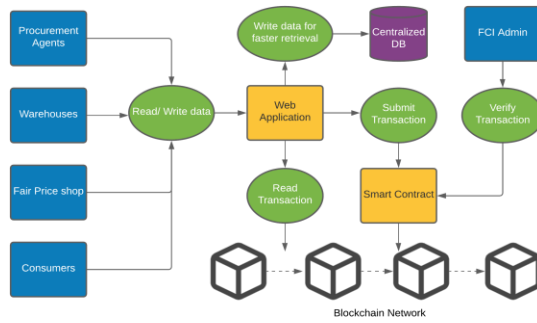 Procurement
Agents
Write data for
faster retrieval
Centralized
DB
FCI Admin
Warehouses
Read/ Write data
Web
Application
Submit
Transaction
Verify
Transaction
Fair Price shop
Read
Transaction
Smart Contract
Consumers
Blockchain Network